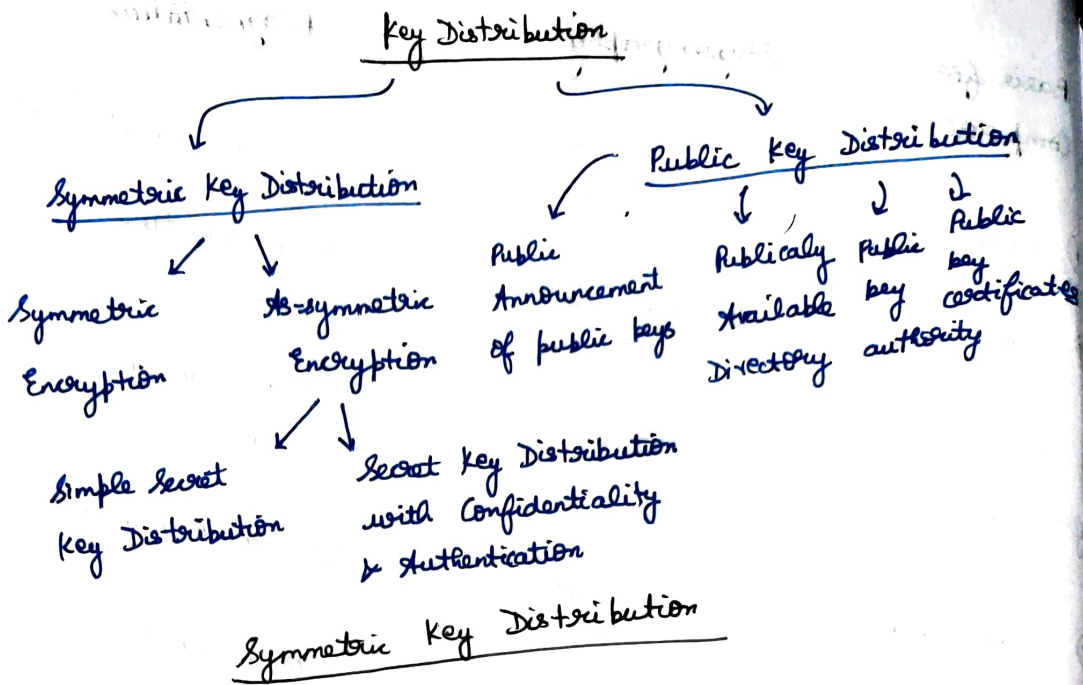 Key Distribution
Symmetric Key Distribution
Public Key Distribution
Symmetric
Encryption
As-symmetric
Encryption
Public
Announcement
of public keys
Publicaly
Available
Directory
Public
key
authority
Public
key
certificates
Simple Secret
Key Distribution
Secret Key Distribution
with Confidentiality
& Authentication
Symmetric Key Distribution